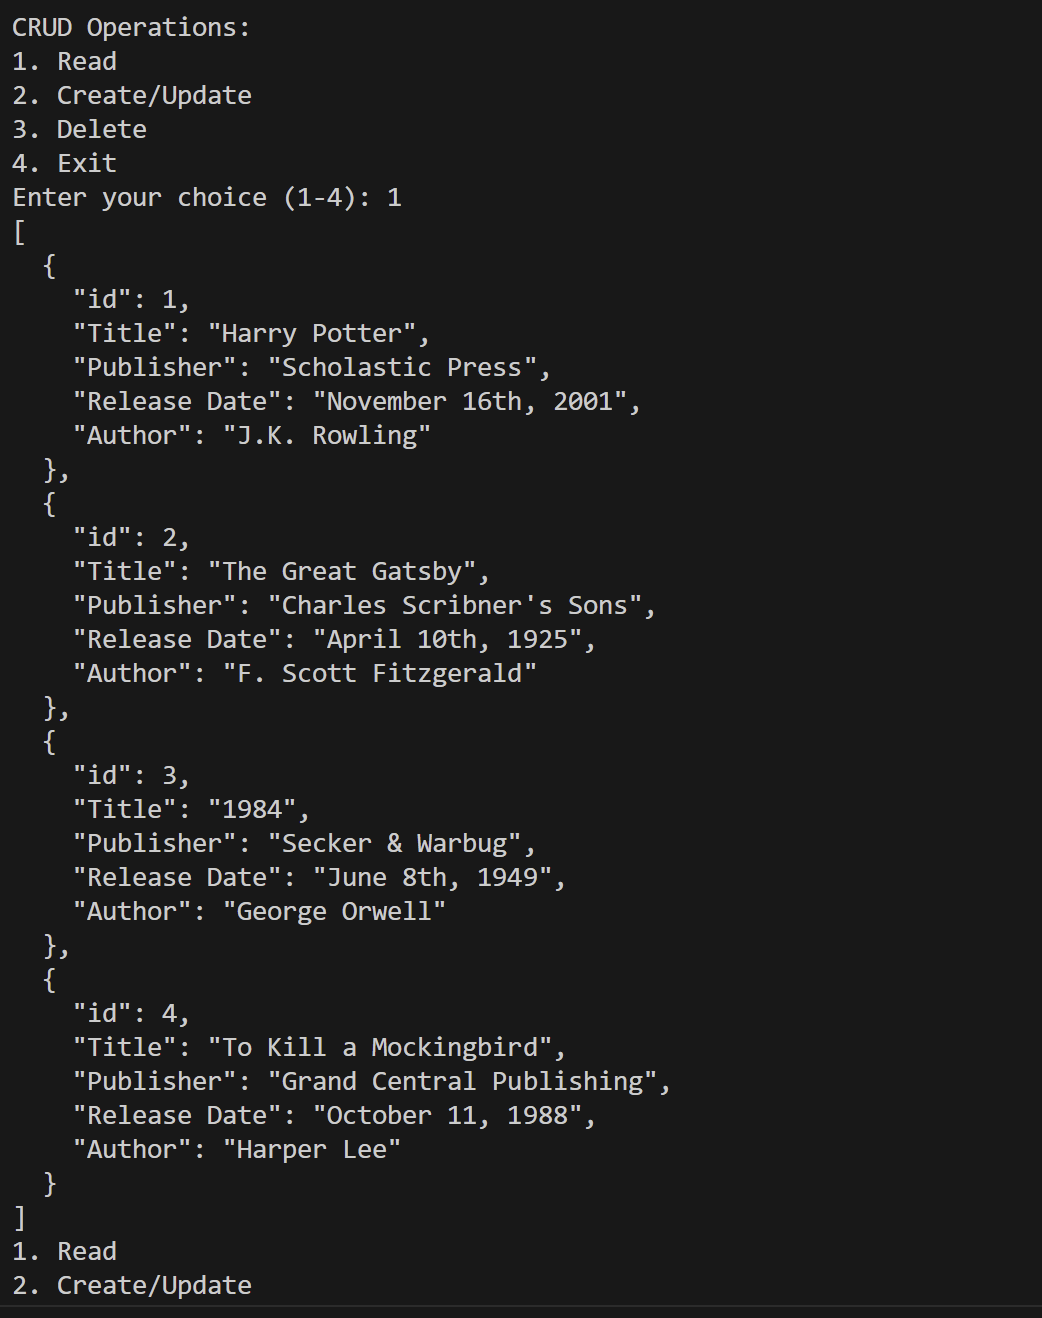 CRUD Operations:
1. Read
2. Create/Update
3. Delete
4. Exit
Enter your choice (1-4): 1
[
  {
    "id": 1,
    "Title": "Harry Potter",
    "Publisher": "Scholastic Press",
    "Release Date": "November 16th, 2001",
    "Author": "J.K. Rowling"
  },
  {
    "id": 2,
    "Title": "The Great Gatsby",
    "Publisher": "Charles Scribner's Sons",
    "Release Date": "April 10th, 1925",
    "Author": "F. Scott Fitzgerald"
  },
  {
    "id": 3,
    "Title": "1984",
    "Publisher": "Secker & Warbug",
    "Release Date": "June 8th, 1949",
    "Author": "George Orwell"
  },
  {
    "id": 4,
    "Title": "To Kill a Mockingbird",
    "Publisher": "Grand Central Publishing",
    "Release Date": "October 11, 1988",
    "Author": "Harper Lee"
  }
]
1. Read
2. Create/Update